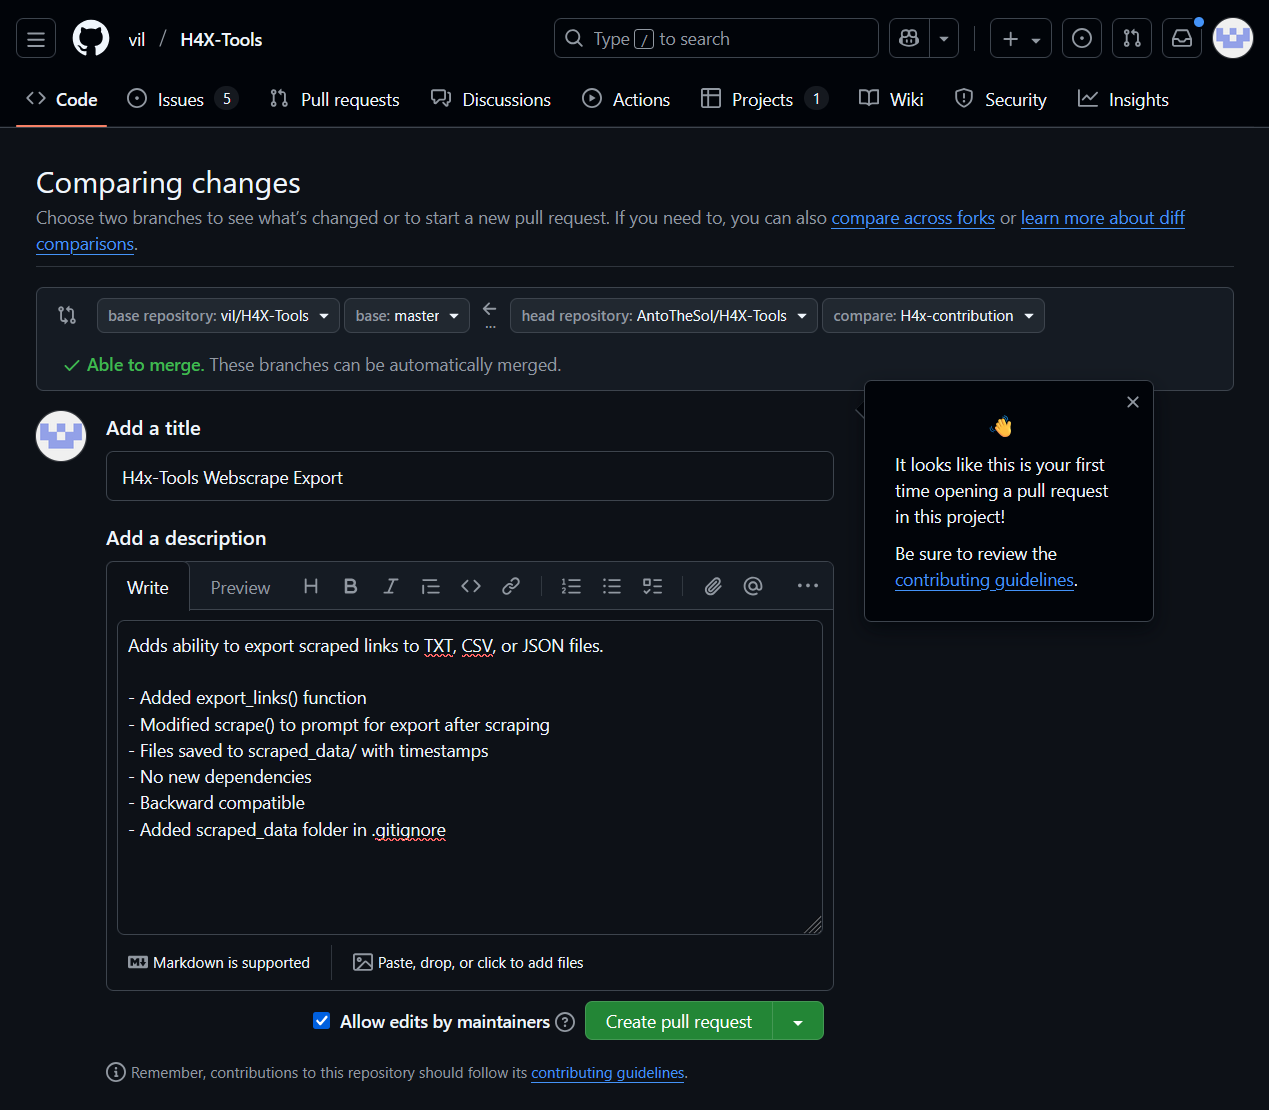 vil / H4X-Tools
Type / to search
Code
Issues 5
Pull requests
Discussions
Actions
Projects 1
Wiki
Security
Insights
Comparing changes
Choose two branches to see what's changed or to start a new pull request. If you need to, you can also compare across forks or learn more about diff
comparisons.
base repository: vil/H4X-Tools
base: master
head repository: AntoTheSol/H4X-Tools
compare: H4x-contribution
Able to merge. These branches can be automatically merged.
Add a title
H4x-Tools Webscrape Export
It looks like this is your first
time opening a pull request
in this project!
Be sure to review the
contributing guidelines.
Add a description
Write
Preview
Adds ability to export scraped links to TXT, CSV, or JSON files.
- Added export_links() function
- Modified scrape() to prompt for export after scraping
- Files saved to scraped_data/ with timestamps
- No new dependencies
- Backward compatible
- Added scraped_data folder in .gitignore
Markdown is supported
Paste, drop, or click to add files
Allow edits by maintainers
Create pull request
Remember, contributions to this repository should follow its contributing guidelines.